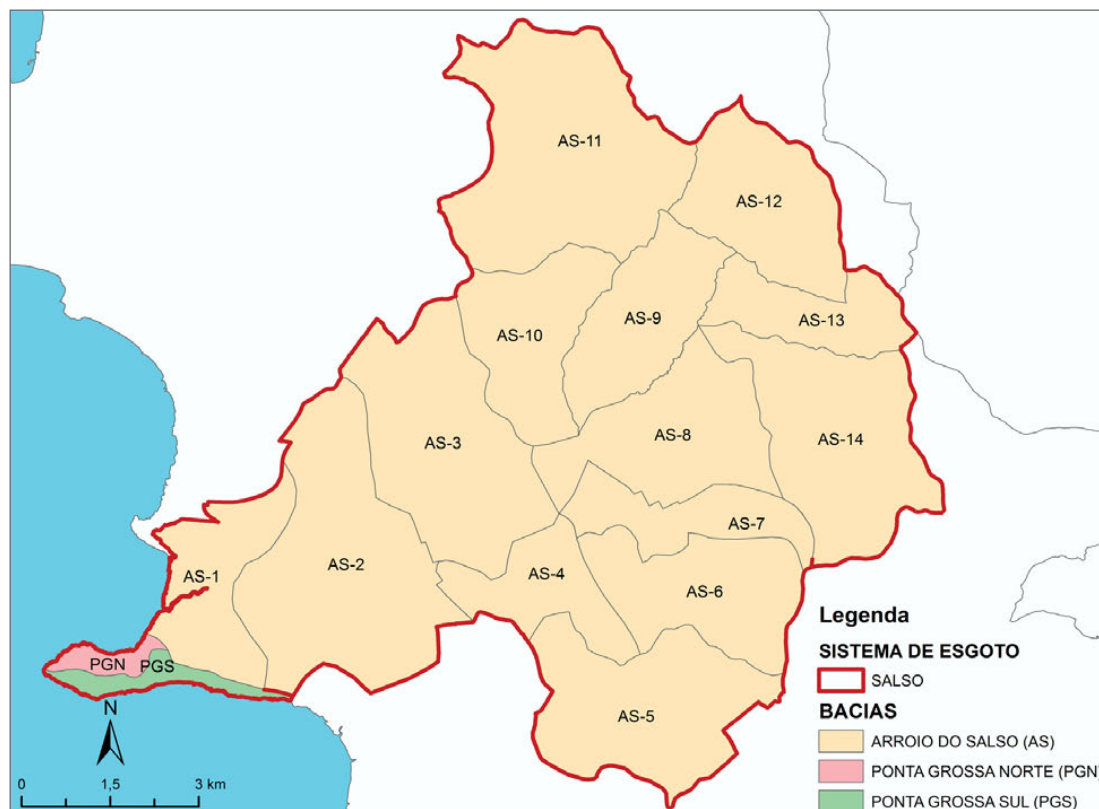 AS-11
AS-12
AS-9
AS-13
AS-10
AS-3
AS-8
AS-14
AS-7
AS-1
AS-2
AS-4
AS-6
PGN
PGS
AS-5
N
0 1,5 3 km
Legenda
SISTEMA DE ESGOTO
SALSO
BACIAS
ARROIO DO SALSO (AS)
PONTA GROSSA NORTE (PGN)
PONTA GROSSA SUL (PGS)